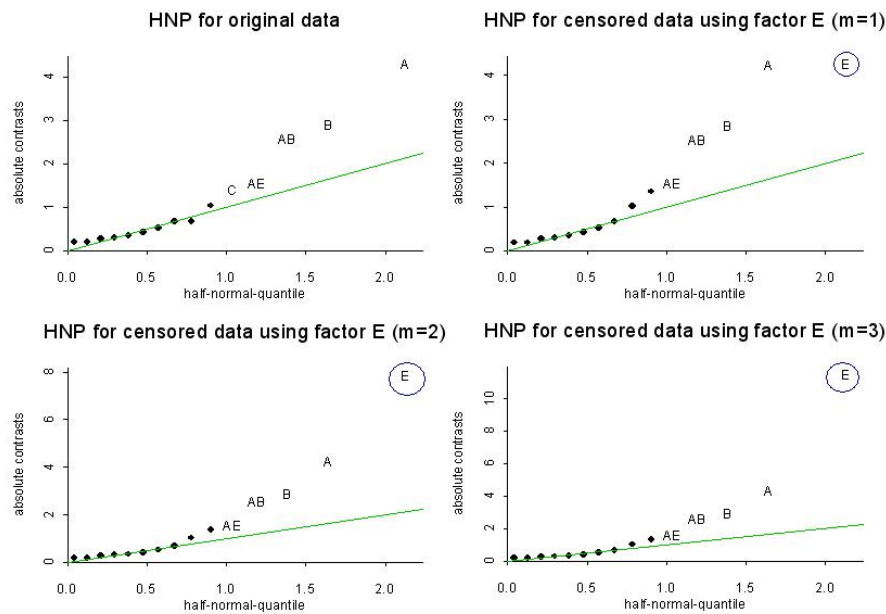 HNP for original data
absolute contrasts
4
3
2
1
0
A
B
AB
AE
C
0.0 0.5 1.0 1.5 2.0
half-normal-quantile
HNP for censored data using factor E (m=1)
absolute contrasts
4
3
2
1
0
E
A
B
AB
AE
0.0 0.5 1.0 1.5 2.0
half-normal-quantile
HNP for censored data using factor E (m=2)
absolute contrasts
8
6
4
2
0
E
A
B
AB
AE
0.0 0.5 1.0 1.5 2.0
half-normal-quantile
HNP for censored data using factor E (m=3)
absolute contrasts
10
8
6
4
2
0
E
A
B
AB
AE
0.0 0.5 1.0 1.5 2.0
half-normal-quantile